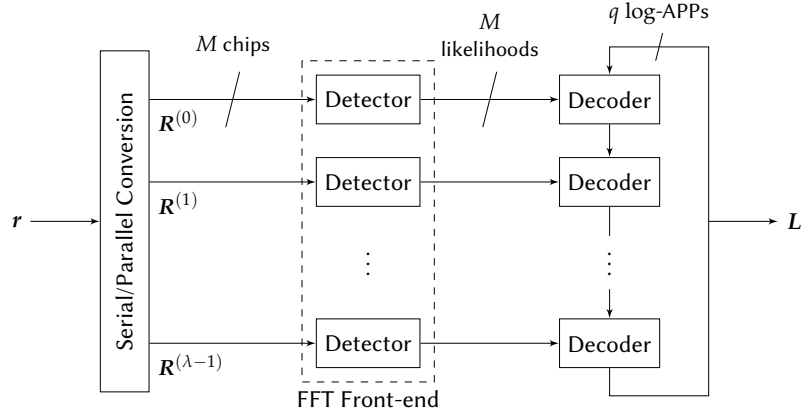 q log-APPs
M chips
M
likelihoods
Detector
Decoder
R^(0)
Detector
Decoder
R^(1)
Serial/Parallel Conversion
r
L
⋮
⋮
Detector
Decoder
R^(λ−1)
FFT Front-end